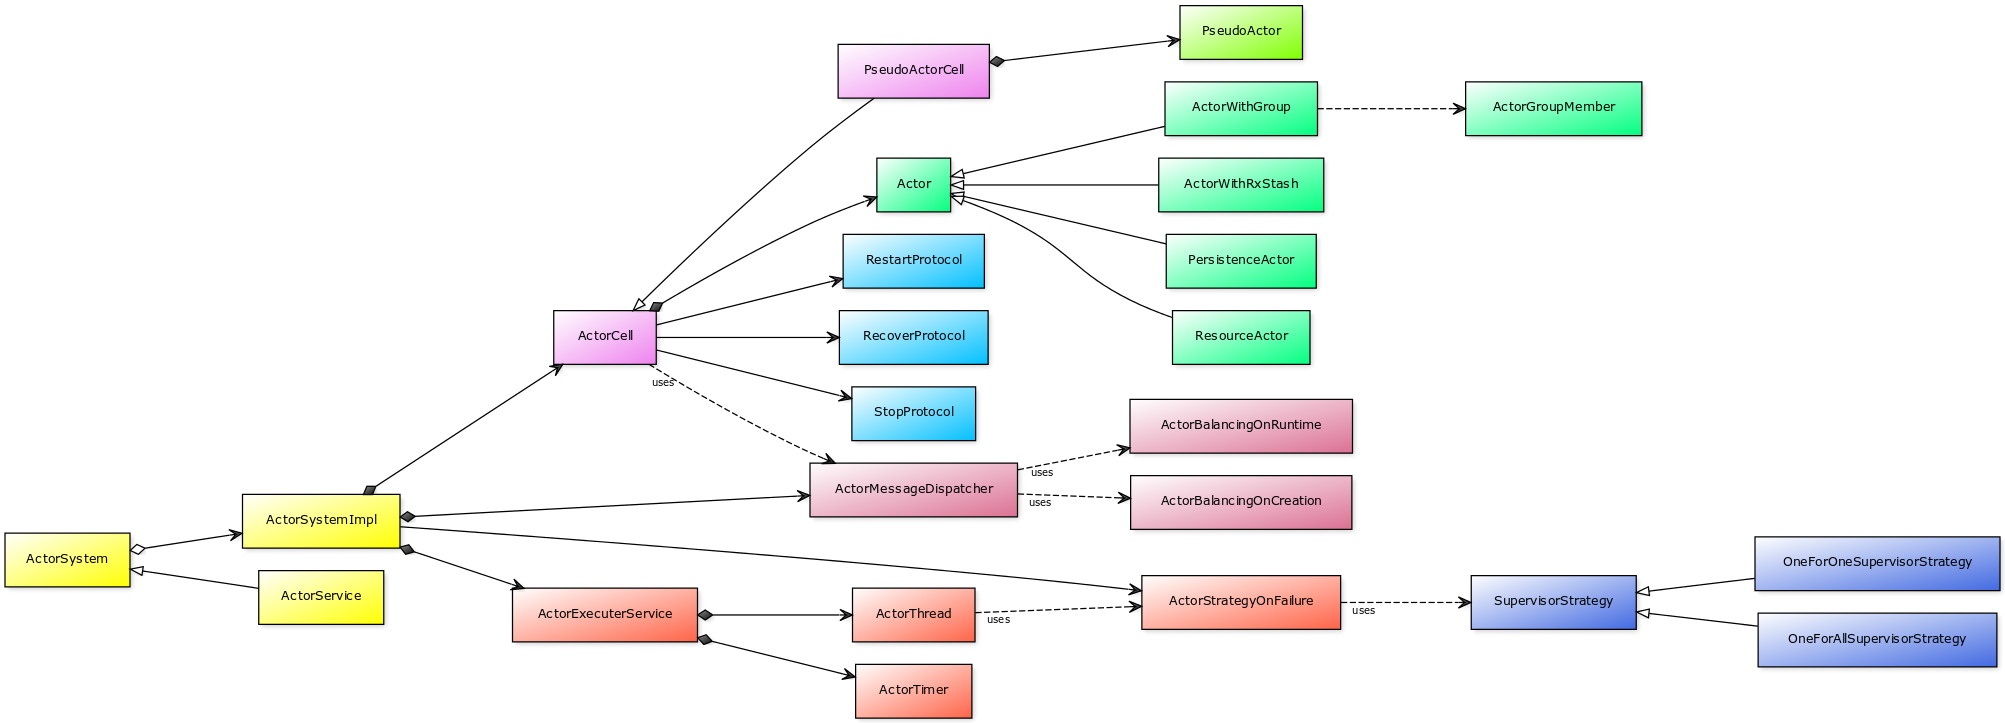 PseudoActor
PseudoActorCell
ActorWithGroup
ActorGroupMember
Actor
ActorWithRxStash
RestartProtocol
PersistenceActor
ActorCell
RecoverProtocol
ResourceActor
uses
StopProtocol
ActorBalancingOnRuntime
uses
ActorMessageDispatcher
uses
ActorBalancingOnCreation
ActorSystemImpl
ActorSystem
ActorService
OneForOneSupervisorStrategy
ActorExecuterService
ActorThread
uses
ActorStrategyOnFailure
uses
SupervisorStrategy
OneForAllSupervisorStrategy
ActorTimer